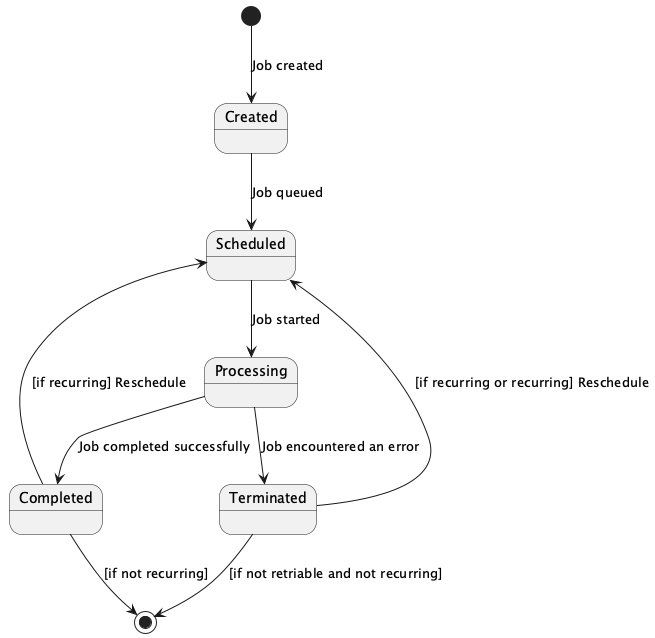 Job created
Created
Job queued
Scheduled
Job started
Processing
[if recurring] Reschedule
[if recurring or recurring] Reschedule
Job completed successfully
Job encountered an error
Completed
Terminated
[if not recurring]
[if not retriable and not recurring]